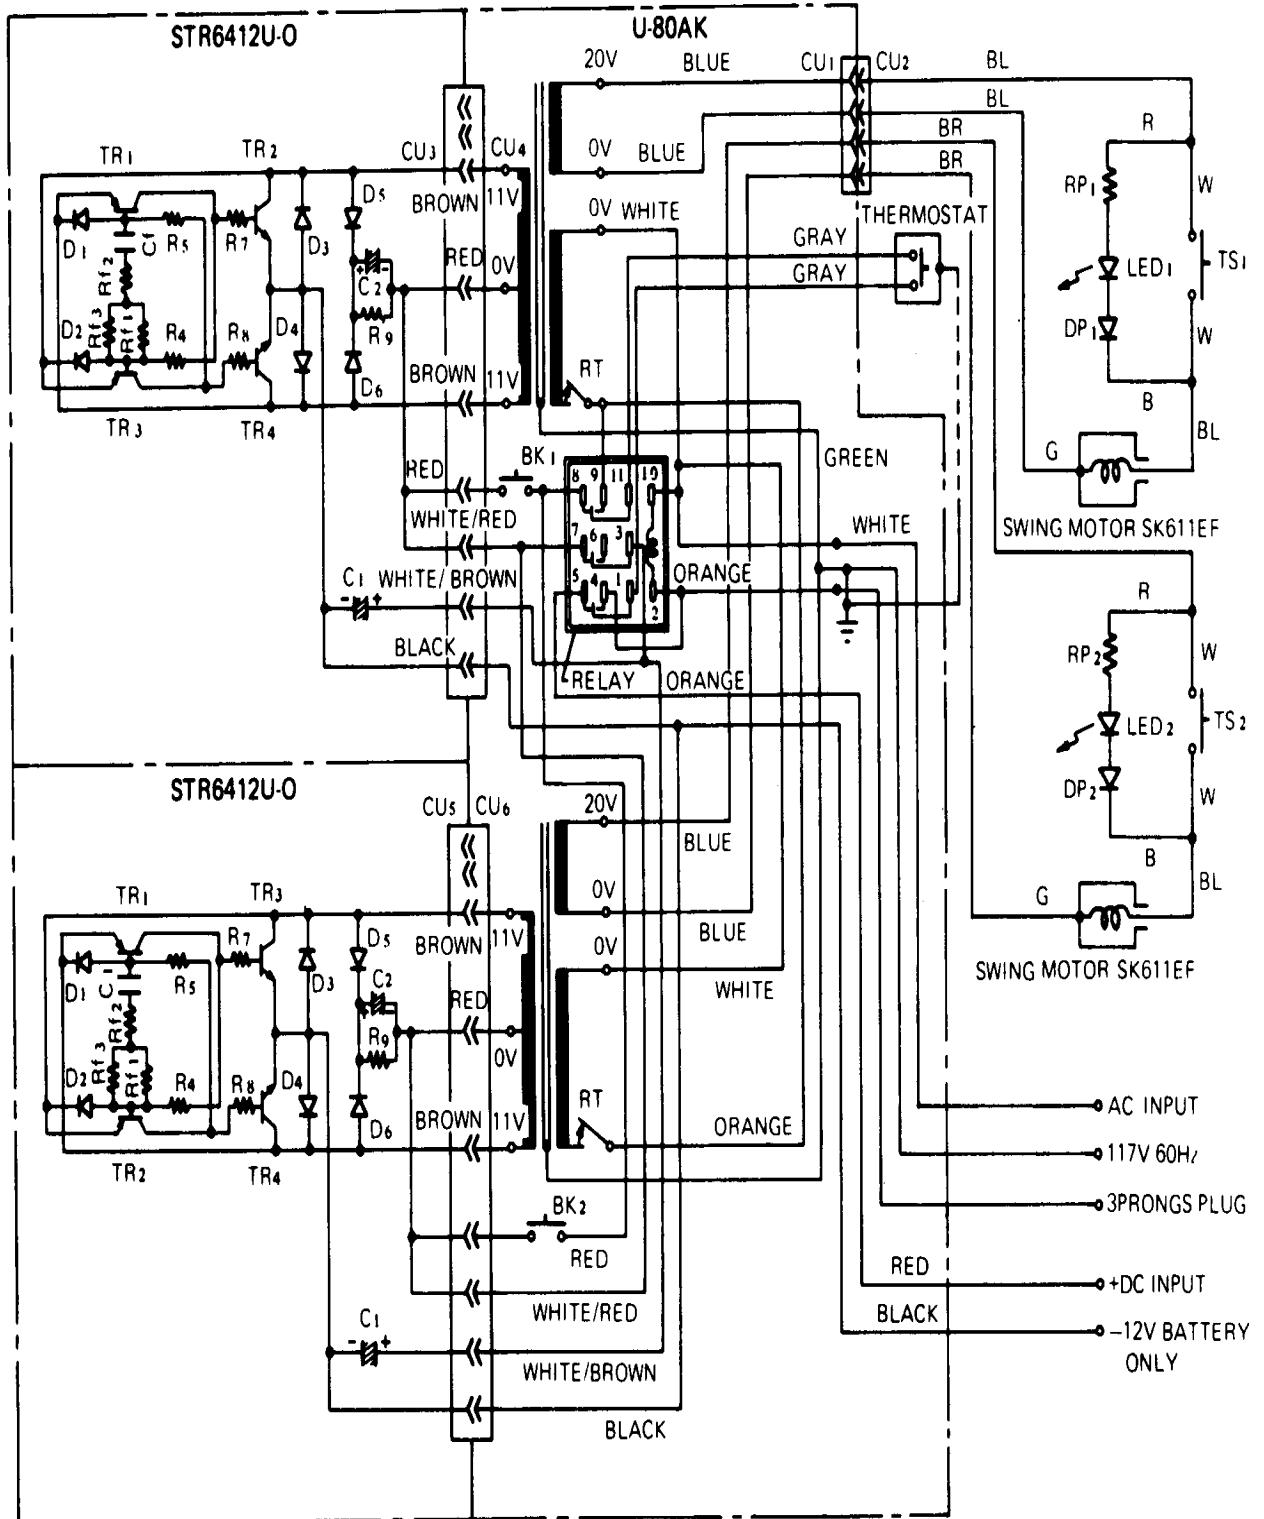 STR6412U-O
U-80AK
20V
BLUE
CU1
CU2
BL
BL
BR
BR
0V
BLUE
TR1
TR2
CU3
CU4
BROWN
11V
0V
WHITE
THERMOSTAT
GRAY
GRAY
D5
D1
Cf
R5
R7
D3
RED
0V
C2
Rf2
Rf3
Rf1
D2
R4
R8
D4
R9
D6
BROWN
11V
RT
TR3
TR4
R
RP1
W
LED1
TS1
DP1
W
B
BL
G
SWING MOTOR SK611EF
GREEN
RED
BK1
8
9
11
10
WHITE/RED
7
6
3
WHITE
C1
- +
WHITE/BROWN
5
4
1
2
ORANGE
BLACK
RELAY
ORANGE
R
RP2
W
LED2
TS2
DP2
W
B
BL
G
SWING MOTOR SK611EF
STR6412U-O
CU5
CU6
20V
BLUE
0V
BLUE
TR1
TR3
BROWN
11V
0V
WHITE
R7
D5
D1
C1
R5
D3
C2
RED
0V
Rf2
Rf3
Rf1
R9
D2
R4
R8
D4
D6
BROWN
11V
RT
ORANGE
TR2
TR4
BK2
RED
WHITE/RED
C1
- +
WHITE/BROWN
BLACK
AC INPUT
117V 60Hz
3PRONGS PLUG
RED
+DC INPUT
BLACK
-12V BATTERY
ONLY